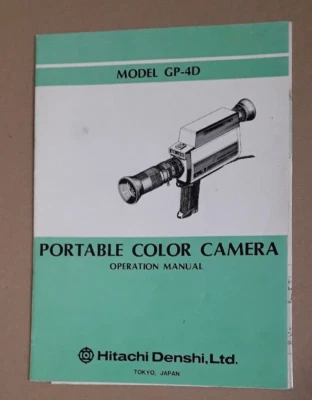 MODEL GP-4D
PORTABLE COLOR CAMERA
OPERATION MANUAL
Hitachi Denshi, Ltd.
TOKYO, JAPAN